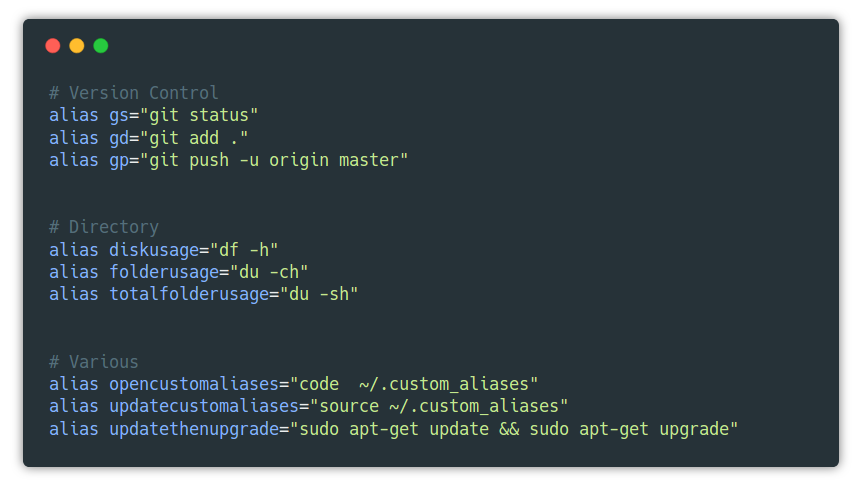 # Version Control
alias gs="git status"
alias gd="git add ."
alias gp="git push -u origin master"
# Directory
alias diskusage="df -h"
alias folderusage="du -ch"
alias totalfolderusage="du -sh"
# Various
alias opencustomaliases="code  ~/.custom_aliases"
alias updatecustomaliases="source ~/.custom_aliases"
alias updatethenupgrade="sudo apt-get update && sudo apt-get upgrade"